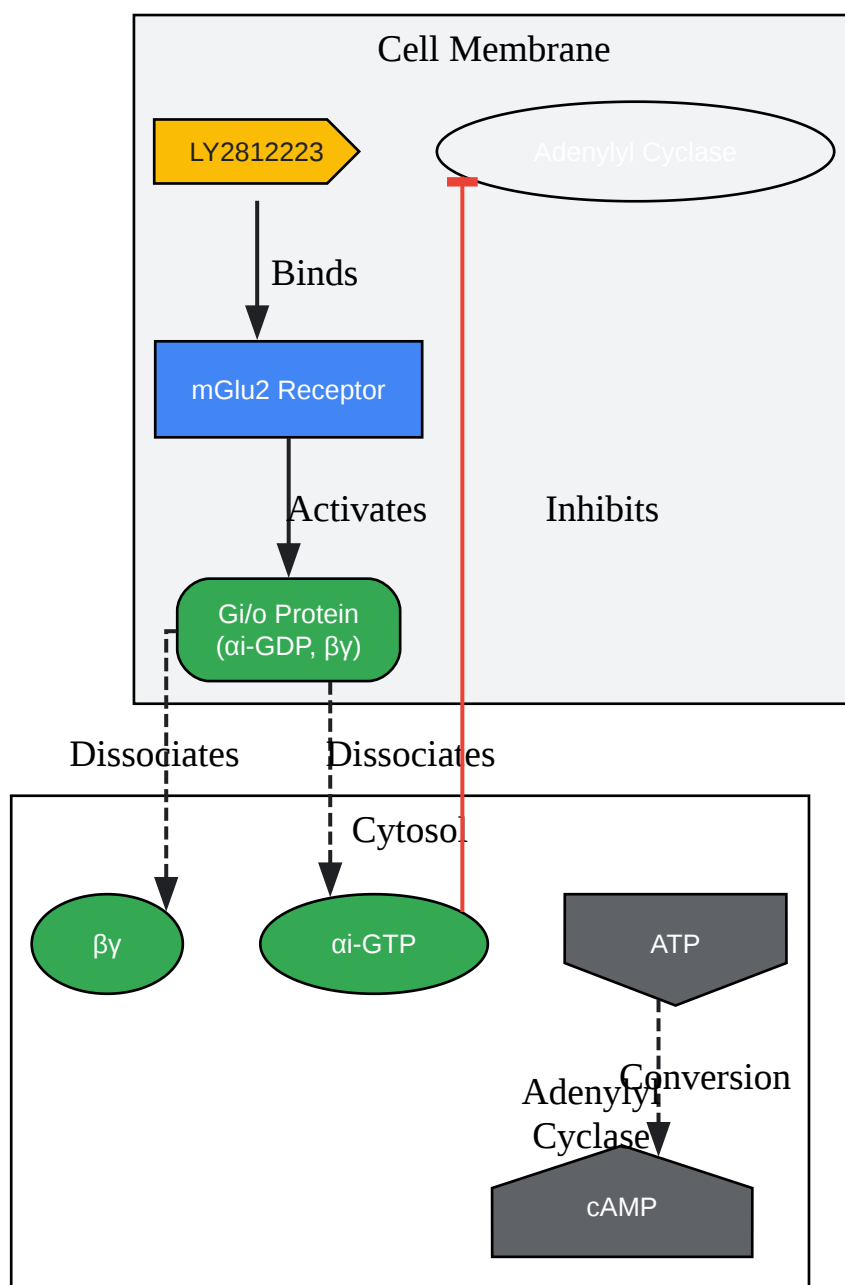 Cell Membrane
LY2812223
Adenylyl Cyclase
Binds
mGlu2 Receptor
Activates
Inhibits
Gi/o Protein
(αi-GDP, βγ)
Dissociates
Dissociates
Cytosol
βγ
αi-GTP
ATP
Conversion
Adenylyl
Cyclase
cAMP